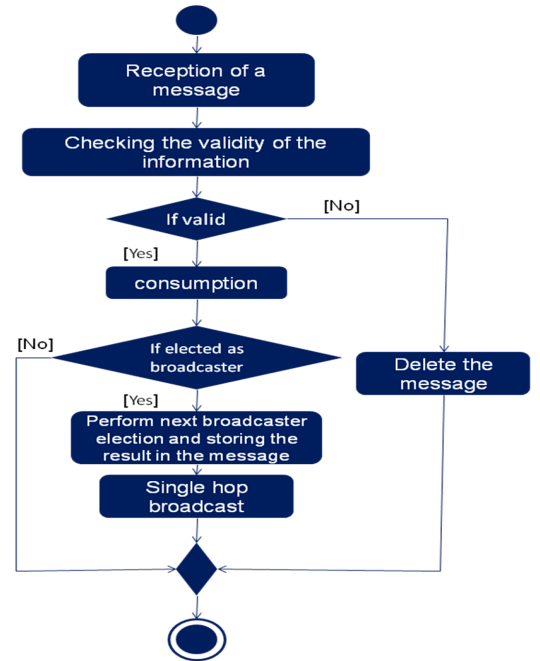 Reception of a
message
Checking the validity of the
information
If valid
[No]
[Yes]
consumption
[No]
If elected as
broadcaster
Delete the
message
[Yes]
Perform next broadcaster
election and storing the
result in the message
Single hop
broadcast